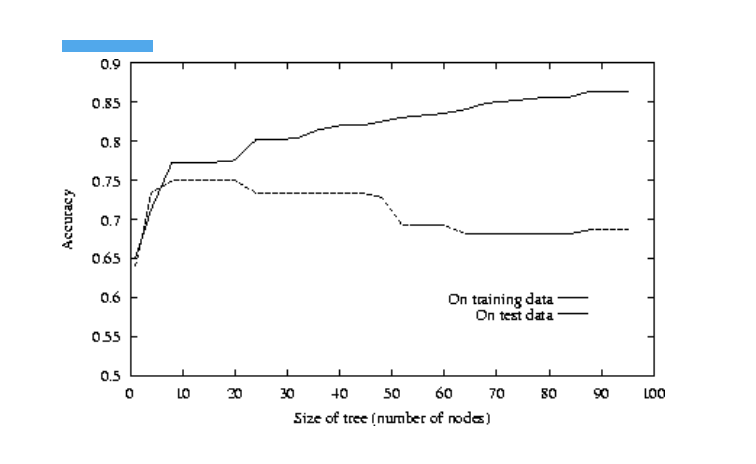 0.9
0.85
0.8
0.75
0.7
0.65
0.6
0.55
0.5
Accuracy
On training data
On test data
0 10 20 30 40 50 60 70 80 90 100
Size of tree (number of nodes)